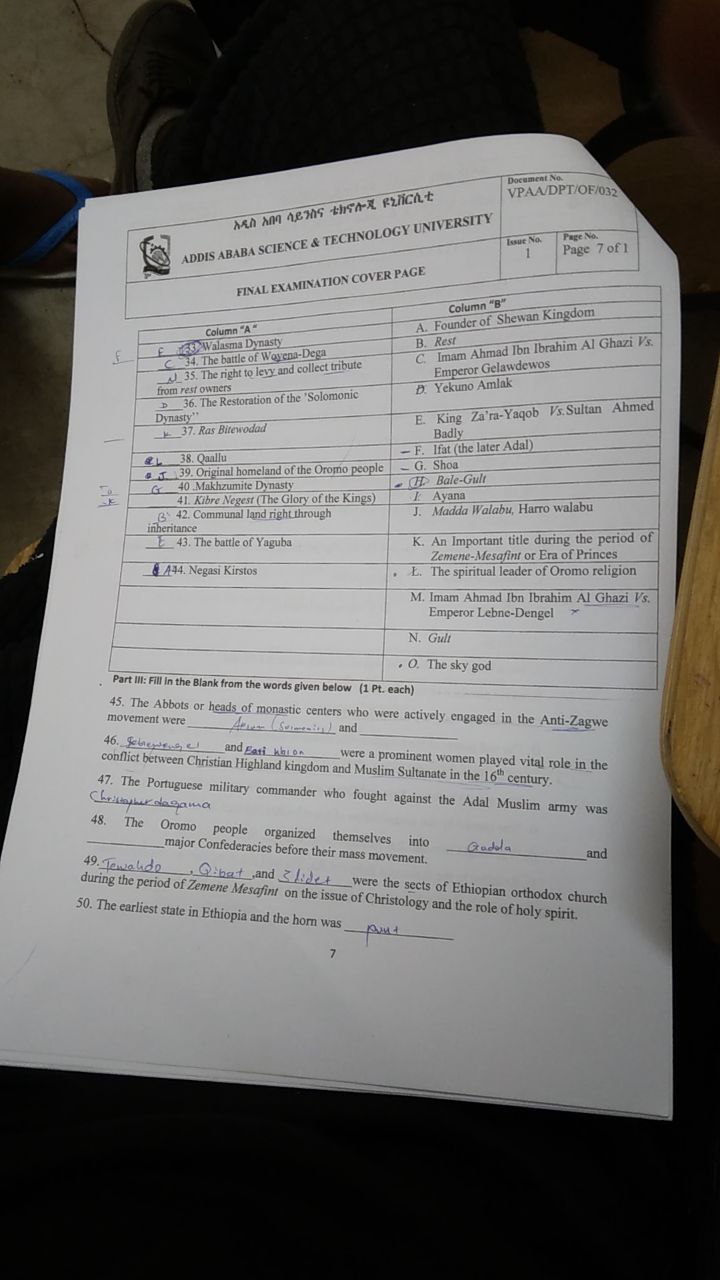 አዲስ አበባ ሳይንስና ቴክኖሎጂ ዩኒቨርሲቲ
ADDIS ABABA SCIENCE & TECHNOLOGY UNIVERSITY
FINAL EXAMINATION COVER PAGE
Document No.
VPAA/DPT/OF/032
Issue No.
1
Page No.
Page 7 of 1
Column "A"
F 33. Walasma Dynasty
C 34. The battle of Wayena-Dega
N 35. The right to levy and collect tribute
from rest owners
D 36. The Restoration of the 'Solomonic
Dynasty''
K 37. Ras Bitewodad
L 38. Qaallu
J 39. Original homeland of the Oromo people
G 40 .Makhzumite Dynasty
41. Kibre Negest (The Glory of the Kings)
B 42. Communal land right through
inheritance
E 43. The battle of Yaguba
A 44. Negasi Kirstos
Column "B"
A. Founder of Shewan Kingdom
B. Rest
C. Imam Ahmad Ibn Ibrahim Al Ghazi Vs.
Emperor Gelawdewos
D. Yekuno Amlak
E. King Za'ra-Yaqob Vs. Sultan Ahmed
Badly
F. Ifat (the later Adal)
G. Shoa
H. Bale-Gult
I. Ayana
J. Madda Walabu, Harro walabu
K. An Important title during the period of
Zemene-Mesafint or Era of Princes
L. The spiritual leader of Oromo religion
M. Imam Ahmad Ibn Ibrahim Al Ghazi Vs.
Emperor Lebne-Dengel
N. Gult
O. The sky god
Part III: Fill in the Blank from the words given below (1 Pt. each)
45. The Abbots or heads of monastic centers who were actively engaged in the Anti-Zagwe
movement were and
46. and Bati were a prominent women played vital role in the
conflict between Christian Highland kingdom and Muslim Sultanate in the 16th century.
47. The Portuguese military commander who fought against the Adal Muslim army was
Christopher dagama
48. The Oromo people organized themselves into Gadda and
major Confederacies before their mass movement.
49. Tewahdo , Qibat ,and Slidet were the sects of Ethiopian orthodox church
during the period of Zemene Mesafint on the issue of Christology and the role of holy spirit.
50. The earliest state in Ethiopia and the horn was punt
7